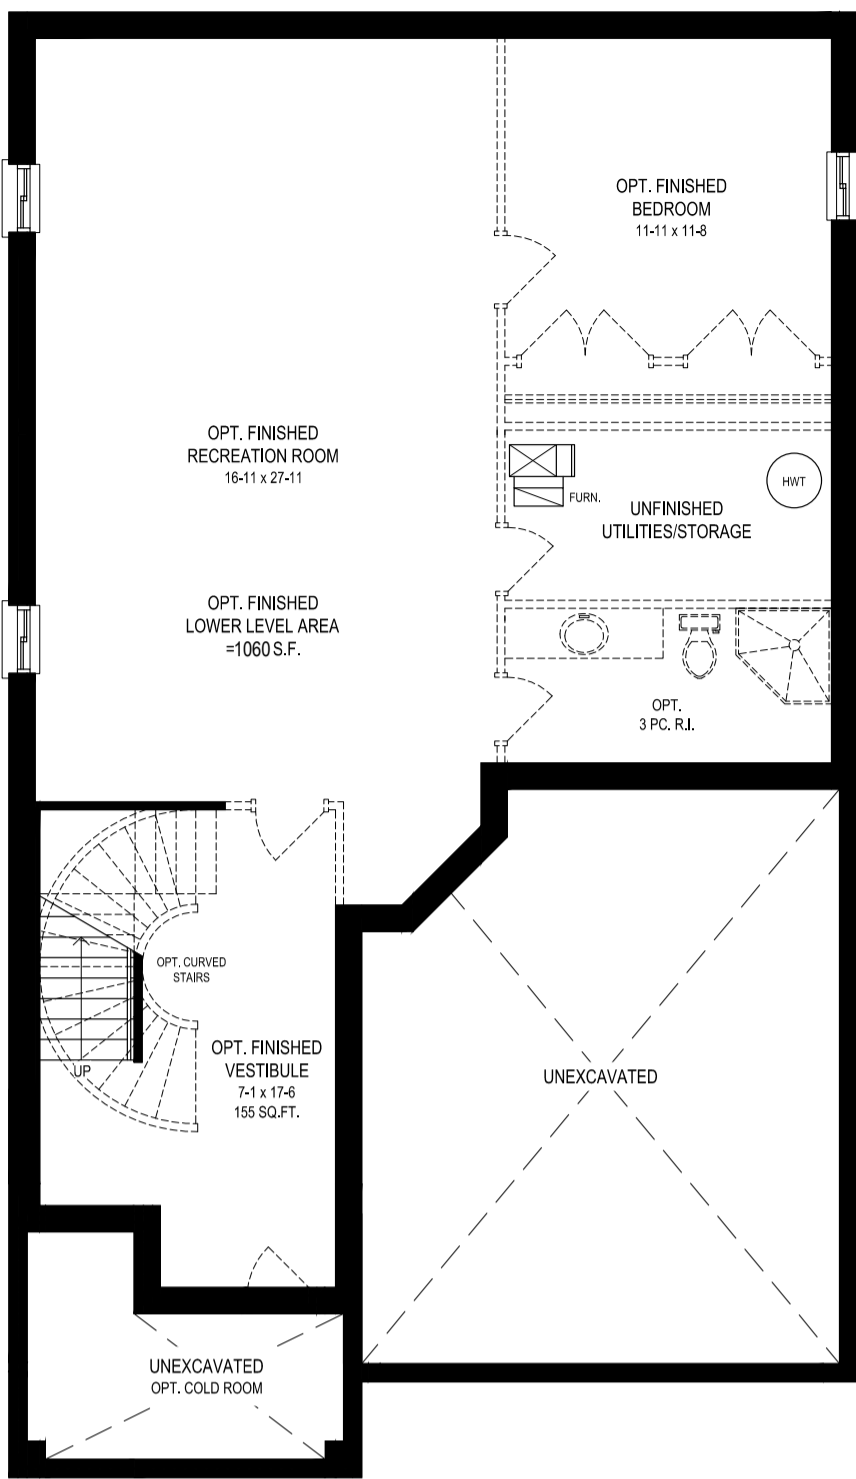 OPT. FINISHED
BEDROOM
11-11 x 11-8
OPT. FINISHED
RECREATION ROOM
16-11 x 27-11
FURN.
HWT
UNFINISHED
UTILITIES/STORAGE
OPT. FINISHED
LOWER LEVEL AREA
=1060 S.F.
OPT.
3 PC. R.I.
OPT. CURVED
STAIRS
UP
OPT. FINISHED
VESTIBULE
7-1 x 17-6
155 SQ.FT.
UNEXCAVATED
UNEXCAVATED
OPT. COLD ROOM